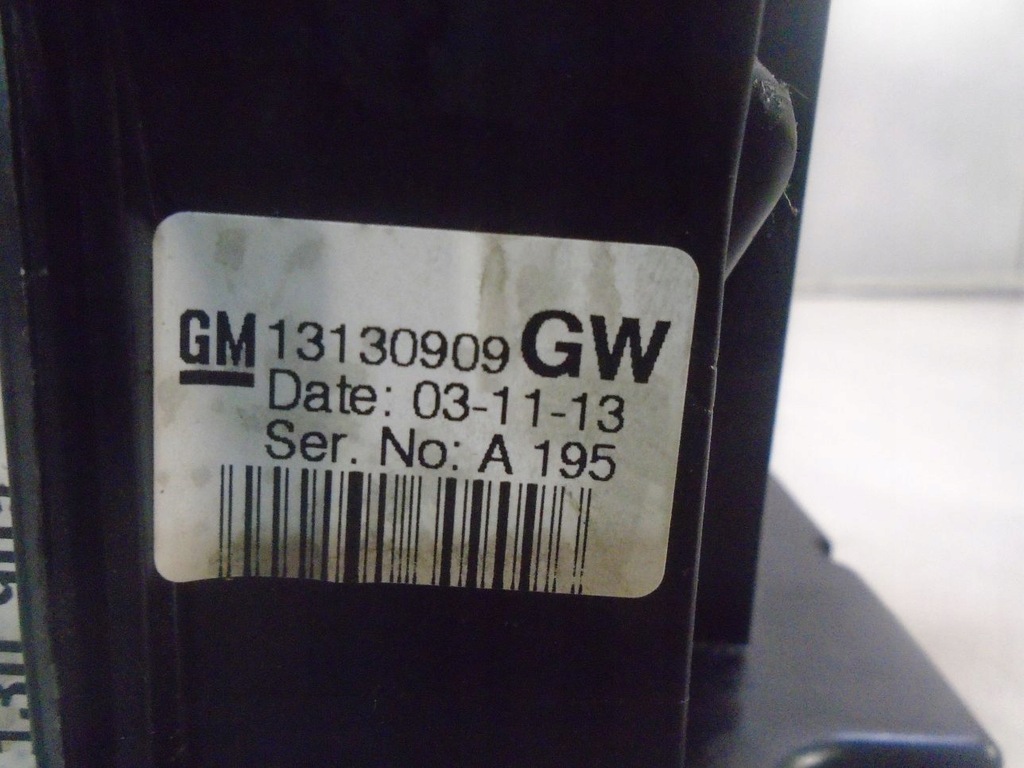 GM 13130909 GW
Date: 03-11-13
Ser. No: A 195